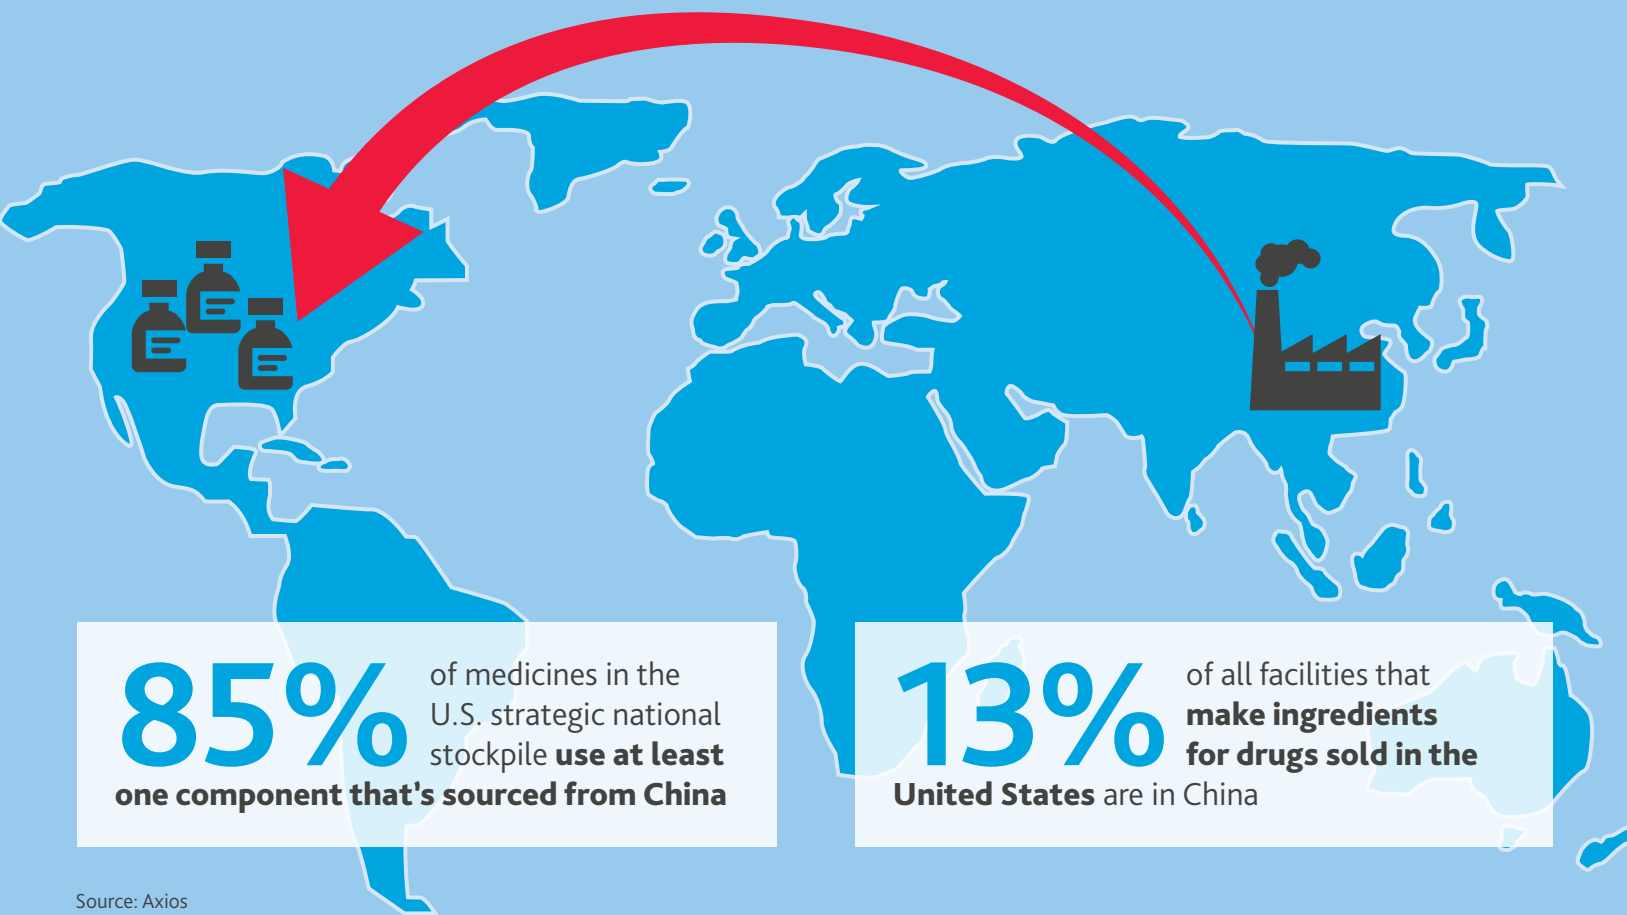 85%
of medicines in the
U.S. strategic national
stockpile use at least
one component that's sourced from China
13%
of all facilities that
make ingredients
for drugs sold in the
United States are in China
Source: Axios